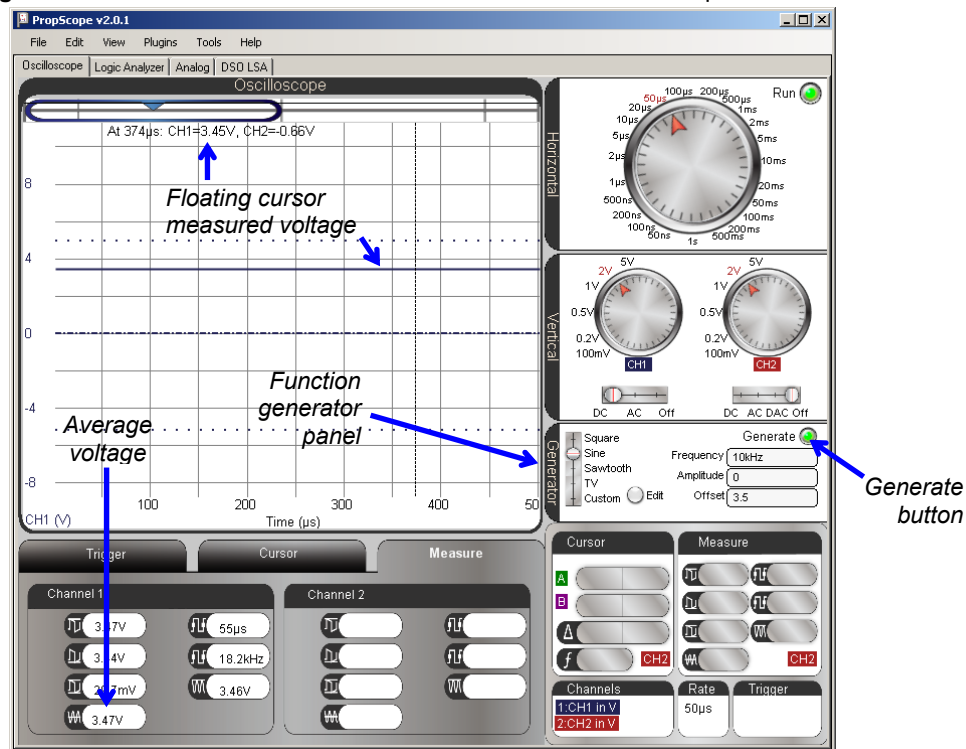 PropScope v2.0.1
File Edit View Plugins Tools Help
Oscilloscope Logic Analyzer Analog DSO LSA
Oscilloscope
At 374µs: CH1=3.45V, CH2=-0.66V
Floating cursor
measured voltage
8
4
0
-4
-8
Function
generator
panel
Average
voltage
100 200 300 400 50
CH1 (V)
Time (µs)
Horizontal
Run
50ns
100ns
200ns
500ns
1µs
2µs
5µs
10µs
20µs
50µs
100µs
200µs
500µs
1ms
2ms
5ms
10ms
20ms
50ms
100ms
200ms
500ms
1s
Vertical
5V
2V
1V
0.5V
0.2V
100mV
CH1
DC AC Off
5V
2V
1V
0.5V
0.2V
100mV
CH2
DC AC DAC Off
Generator
Square
Sine
Sawtooth
TV
Custom
Edit
Generate
Frequency 10kHz
Amplitude 0
Offset 3.5
Generate
button
Trigger Cursor Measure
Channel 1
3.47V
55µs
18.2kHz
3.46V
3.47V
Channel 2
Cursor
A
B
Δ
f
CH2
Measure
CH2
Channels
1:CH1 in V
2:CH2 in V
Rate
50µs
Trigger